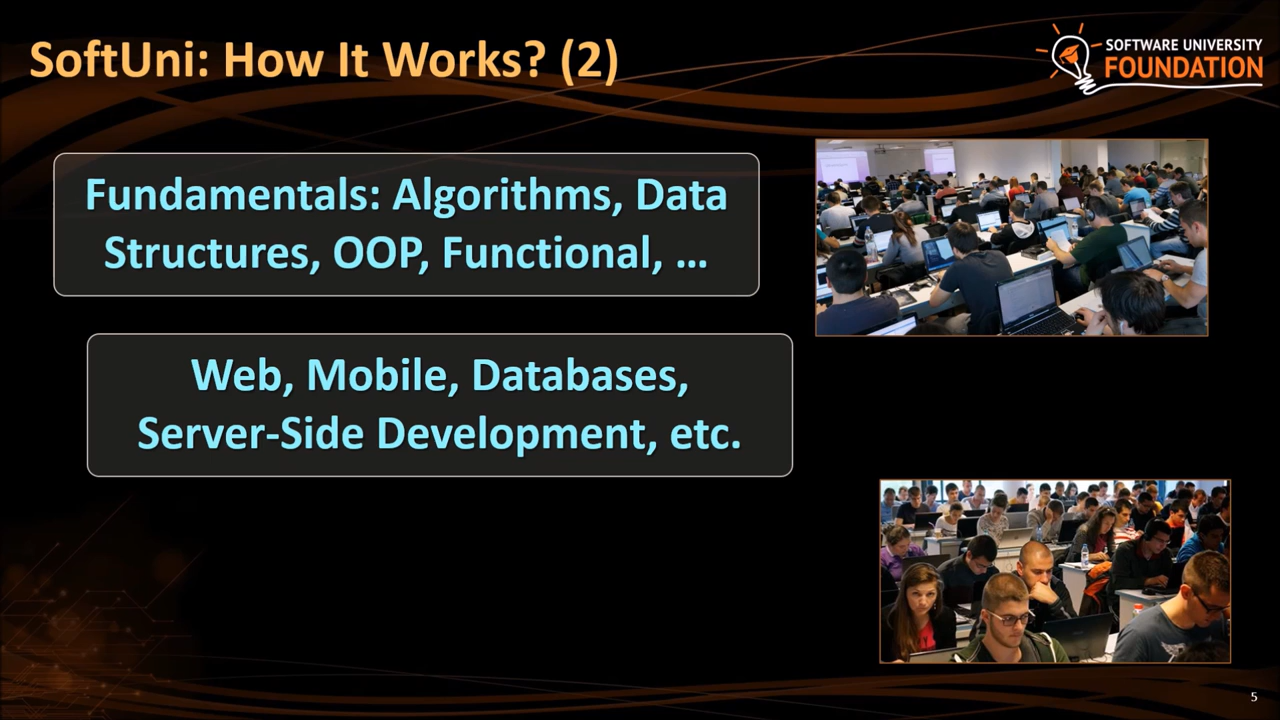 SoftUni: How It Works? (2)
SOFTWARE UNIVERSITY
FOUNDATION
Fundamentals: Algorithms, Data
Structures, OOP, Functional, …
Web, Mobile, Databases,
Server-Side Development, etc.
5